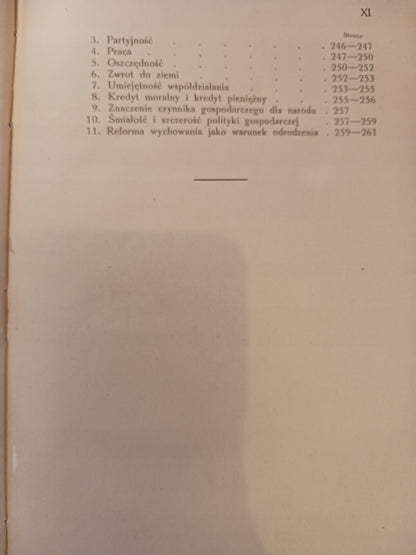 XI
Strona
3. Partyjność . . . . . . . 246—247
4. Praca . . . . . . . . 247—250
5. Oszczędność . . . . . . . 250—252
6. Zwrot do ziemi . . . . . . 252—253
7. Umiejętność współdziałania . . . . 253—255
8. Kredyt moralny i kredyt pieniężny . . . 255—256
9. Znaczenie czynnika gospodarczego dla narodu . 257
10. Śmiałość i szczerość polityki gospodarczej . 257—259
11. Reforma wychowania jako warunek odrodzenia . 259—261